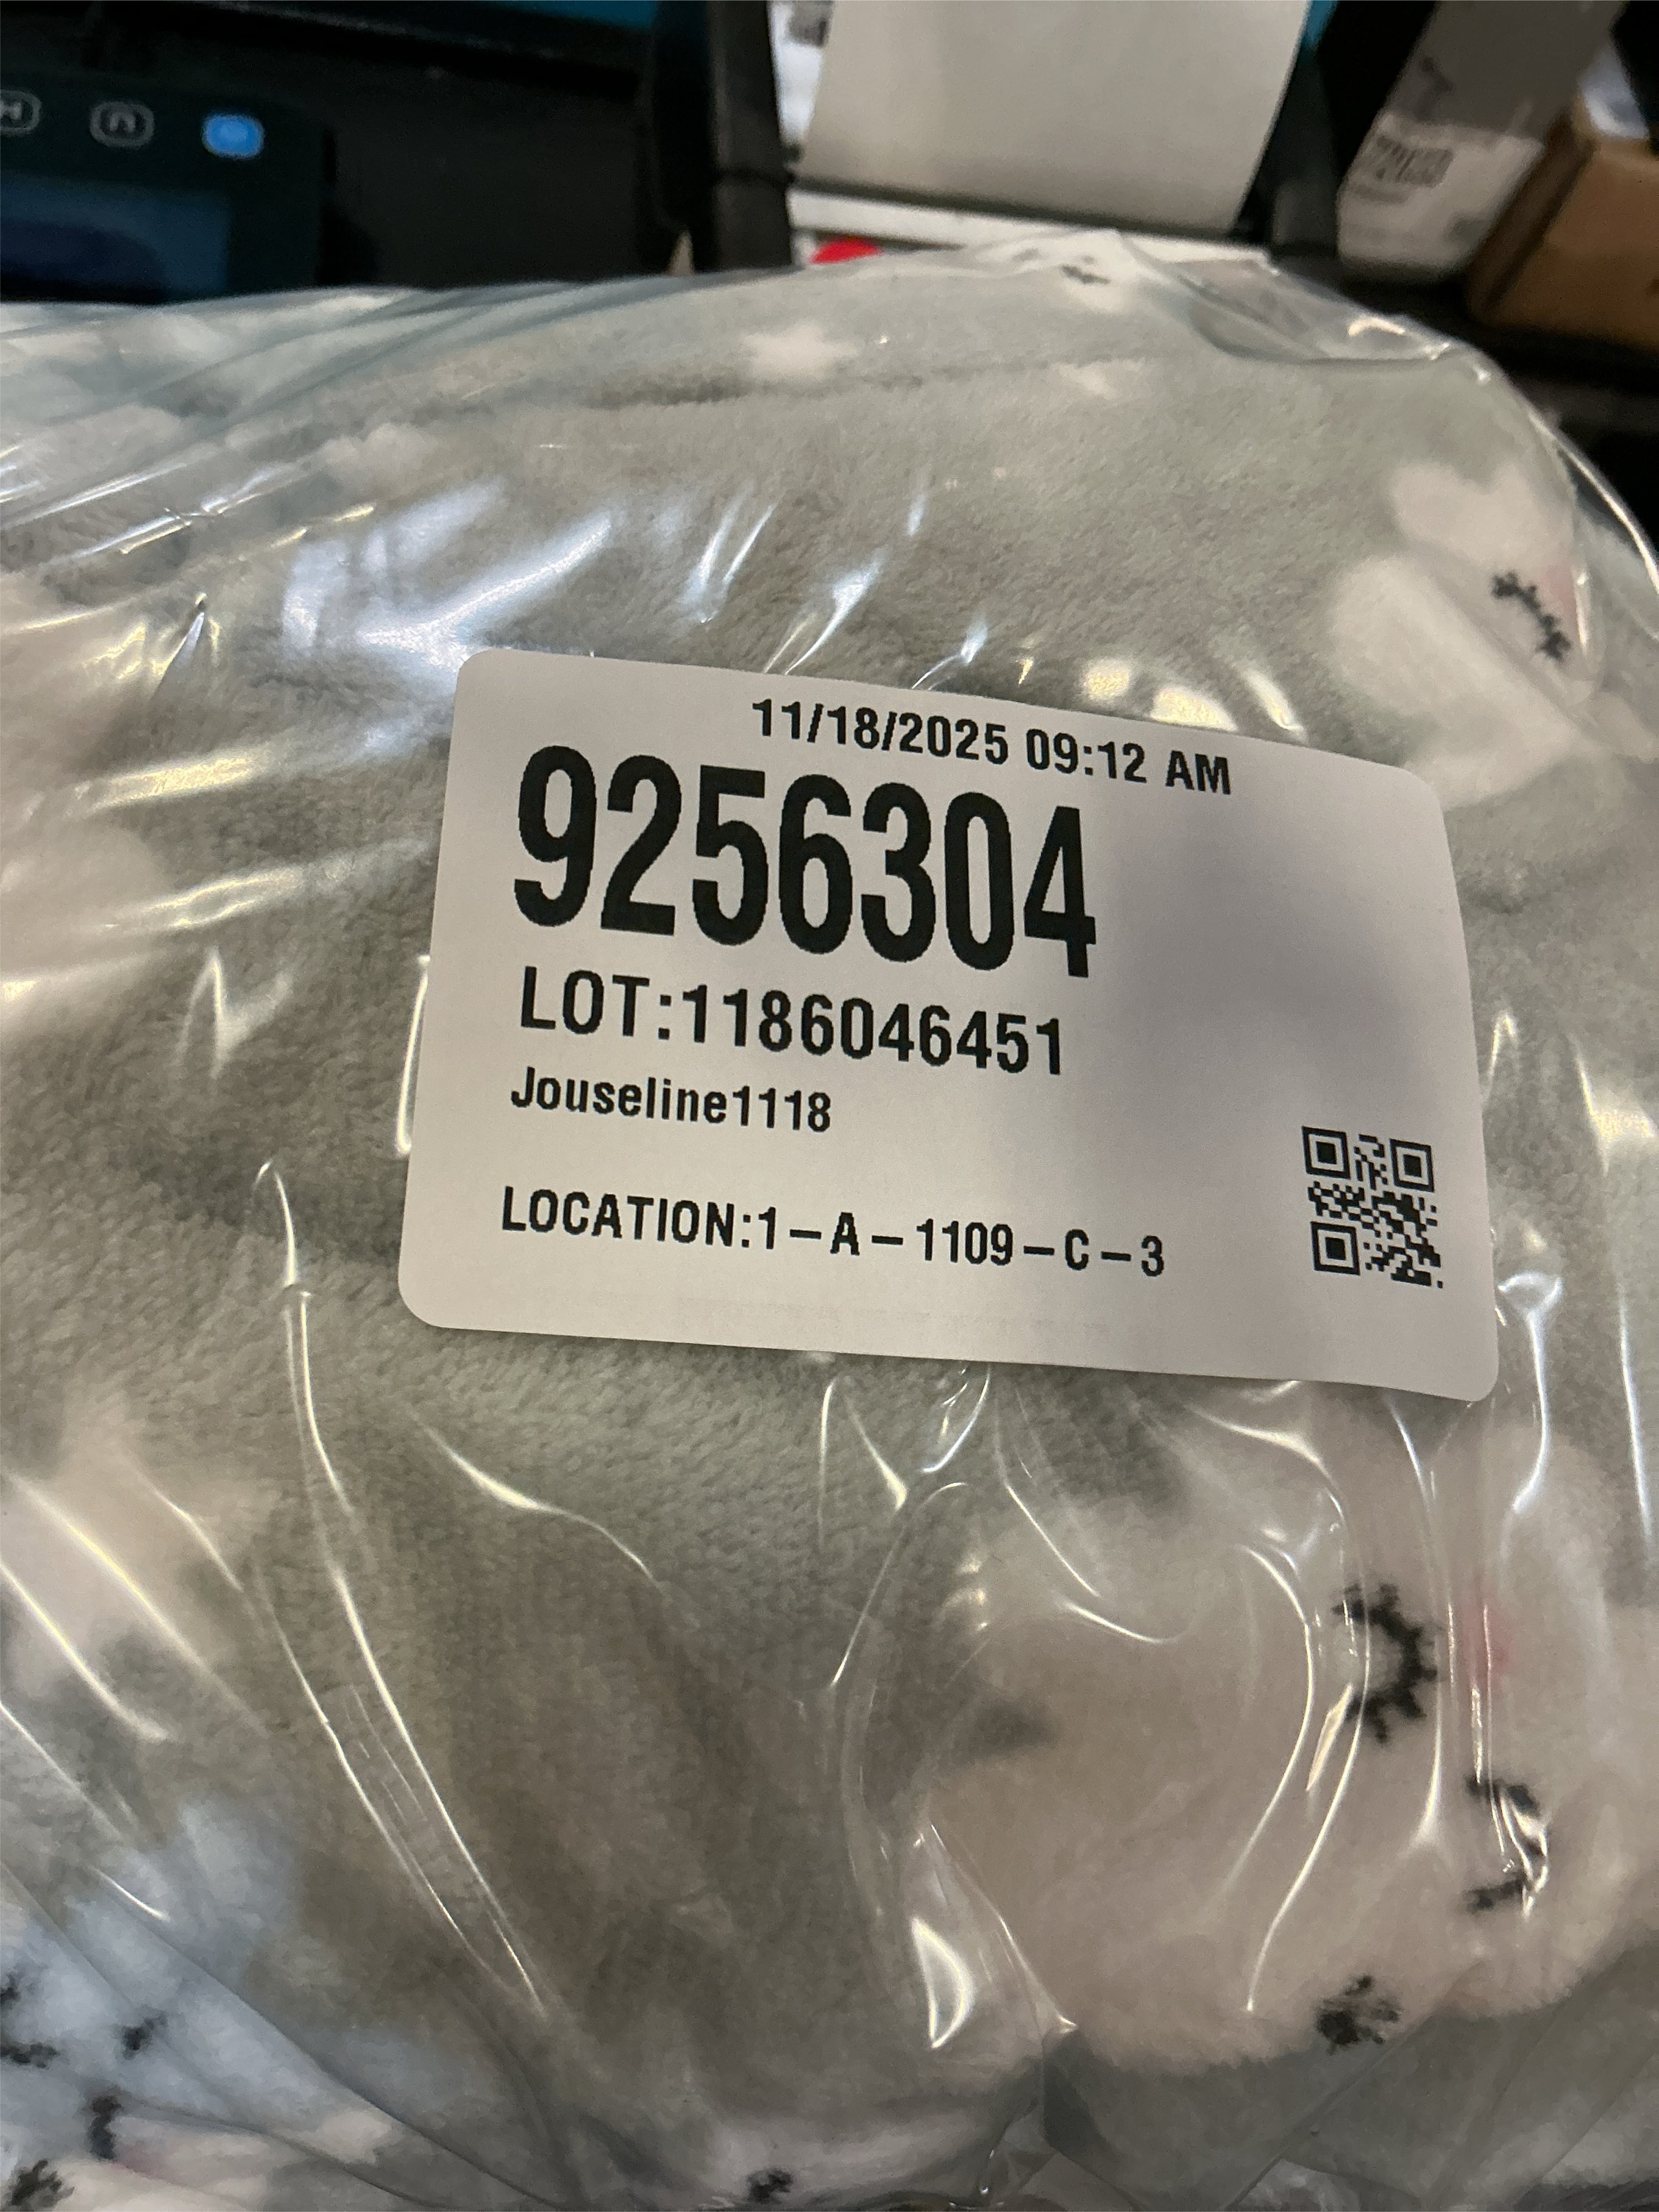 11/18/2025 09:12 AM
9256304
LOT:1186046451
Jouseline1118
LOCATION:1-A-1109-C-3